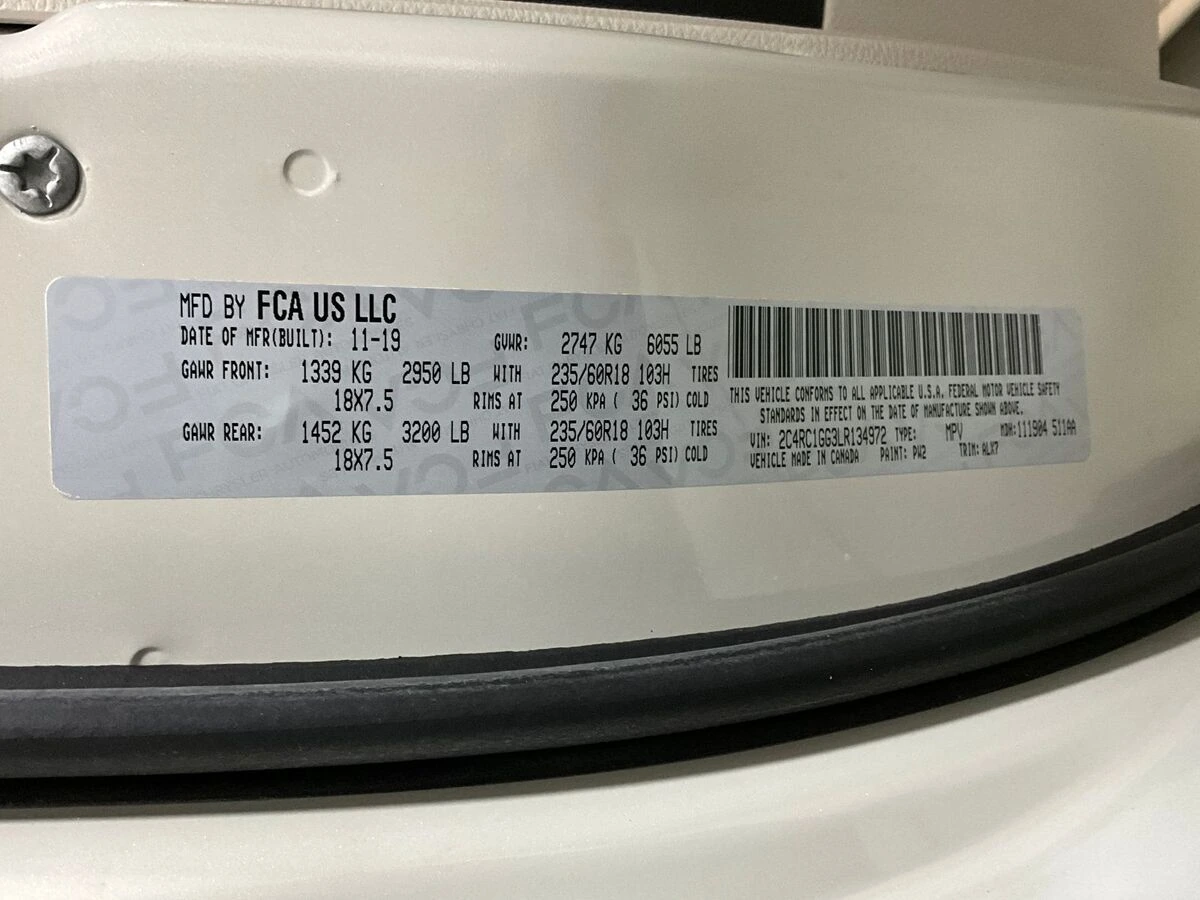 MFD BY FCA US LLC
DATE OF MFR(BUILT): 11-19 GVWR: 2747 KG 6055 LB
GAWR FRONT: 1339 KG 2950 LB WITH 235/60R18 103H TIRES
18X7.5 RIMS AT 250 KPA ( 36 PSI) COLD
GAWR REAR: 1452 KG 3200 LB WITH 235/60R18 103H TIRES
18X7.5 RIMS AT 250 KPA ( 36 PSI) COLD
THIS VEHICLE CONFORMS TO ALL APPLICABLE U.S.A. FEDERAL MOTOR VEHICLE SAFETY
STANDARDS IN EFFECT ON THE DATE OF MANUFACTURE SHOWN ABOVE.
VIN: 2C4RC1GG3LR134972 TYPE: MPV MDH:111904 511AA
VEHICLE MADE IN CANADA PAINT: PW2 TRIM: ALX7